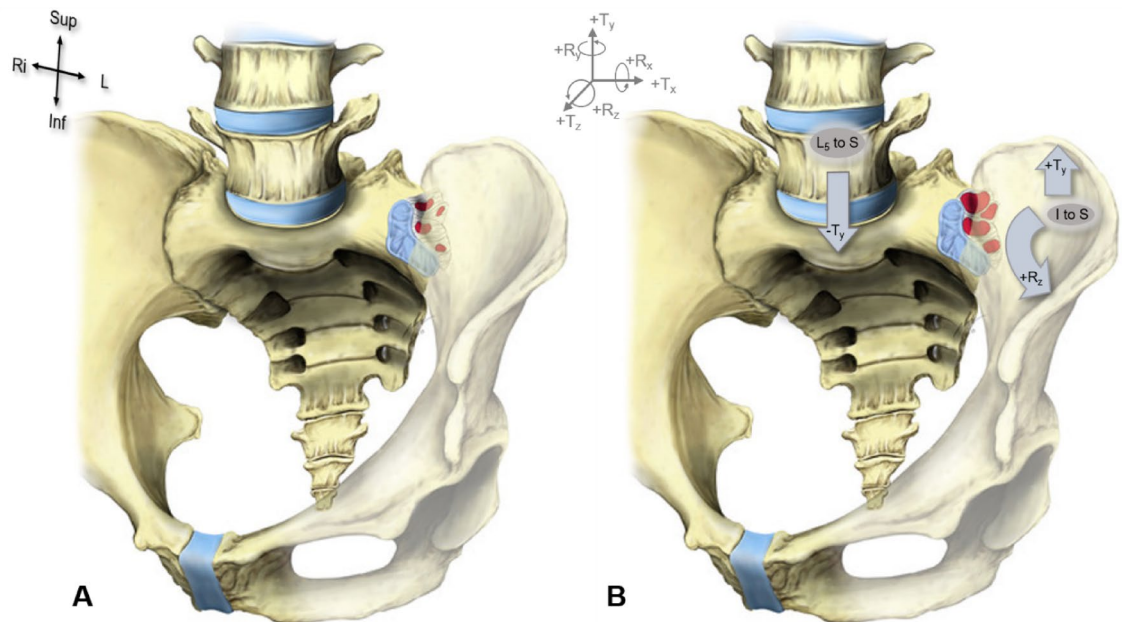 Sup
Ri
L
Inf
+Ty
+Ry
+Rx
+Tx
+Rz
+Tz
L5 to S
-Ty
+Ty
I to S
+Rz
A
B